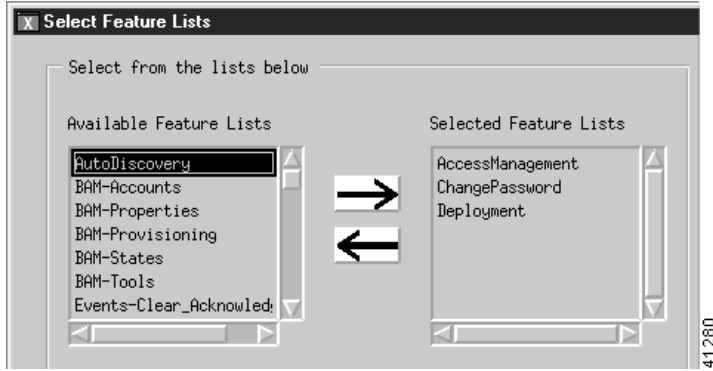 X Select Feature Lists
Select from the lists below
Available Feature Lists
AutoDiscovery
BAM-Accounts
BAM-Properties
BAM-Provisioning
BAM-States
BAM-Tools
Events-Clear_Acknowled
Selected Feature Lists
AccessManagement
ChangePassword
Deployment
41280